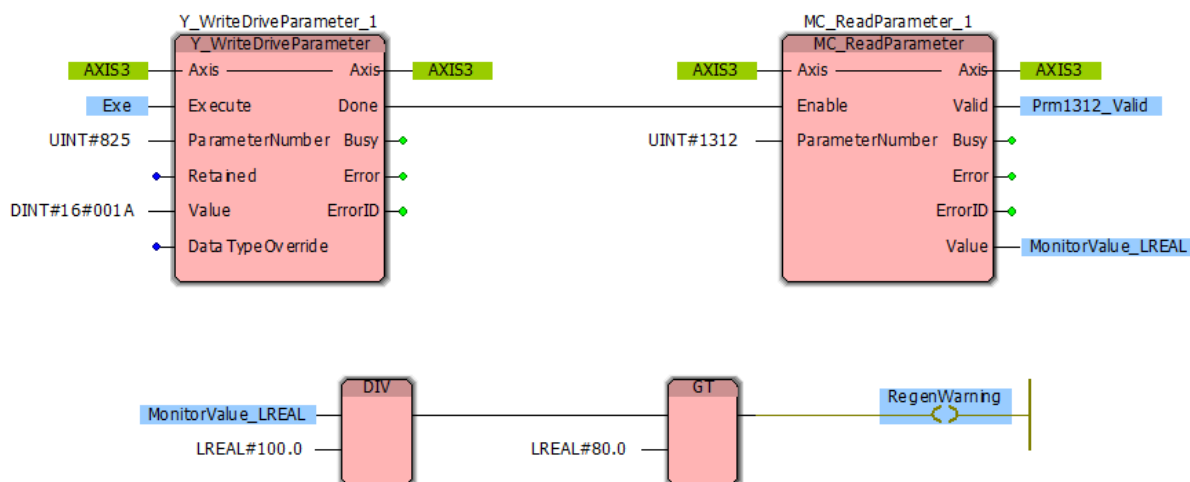 Y_WriteDriveParameter_1
Y_WriteDriveParameter
AXIS3 Axis Axis AXIS3
Exe Execute Done
UINT#825 ParameterNumber Busy
Retained Error
DINT#16#001A Value ErrorID
DataTypeOverride
MC_ReadParameter_1
MC_ReadParameter
AXIS3 Axis Axis AXIS3
Enable Valid Prm1312_Valid
UINT#1312 ParameterNumber Busy
Error
ErrorID
Value MonitorValue_LREAL
DIV
MonitorValue_LREAL
LREAL#100.0
GT
LREAL#80.0
RegenWarning